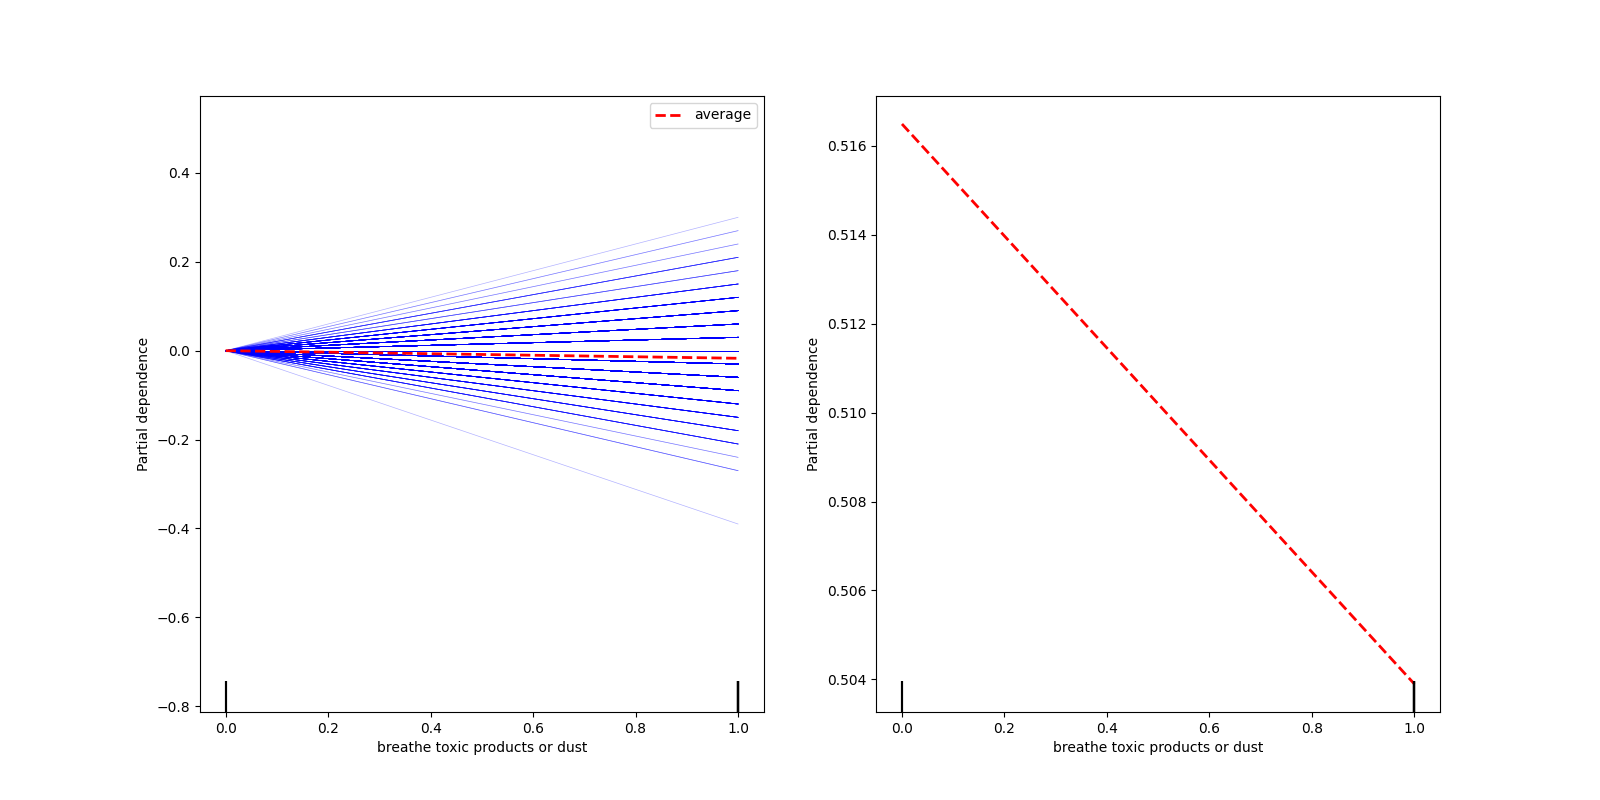 average
Partial dependence
0.4
0.2
0.0
−0.2
−0.4
−0.6
−0.8
0.0 0.2 0.4 0.6 0.8 1.0
breathe toxic products or dust
Partial dependence
0.516
0.514
0.512
0.510
0.508
0.506
0.504
0.0 0.2 0.4 0.6 0.8 1.0
breathe toxic products or dust